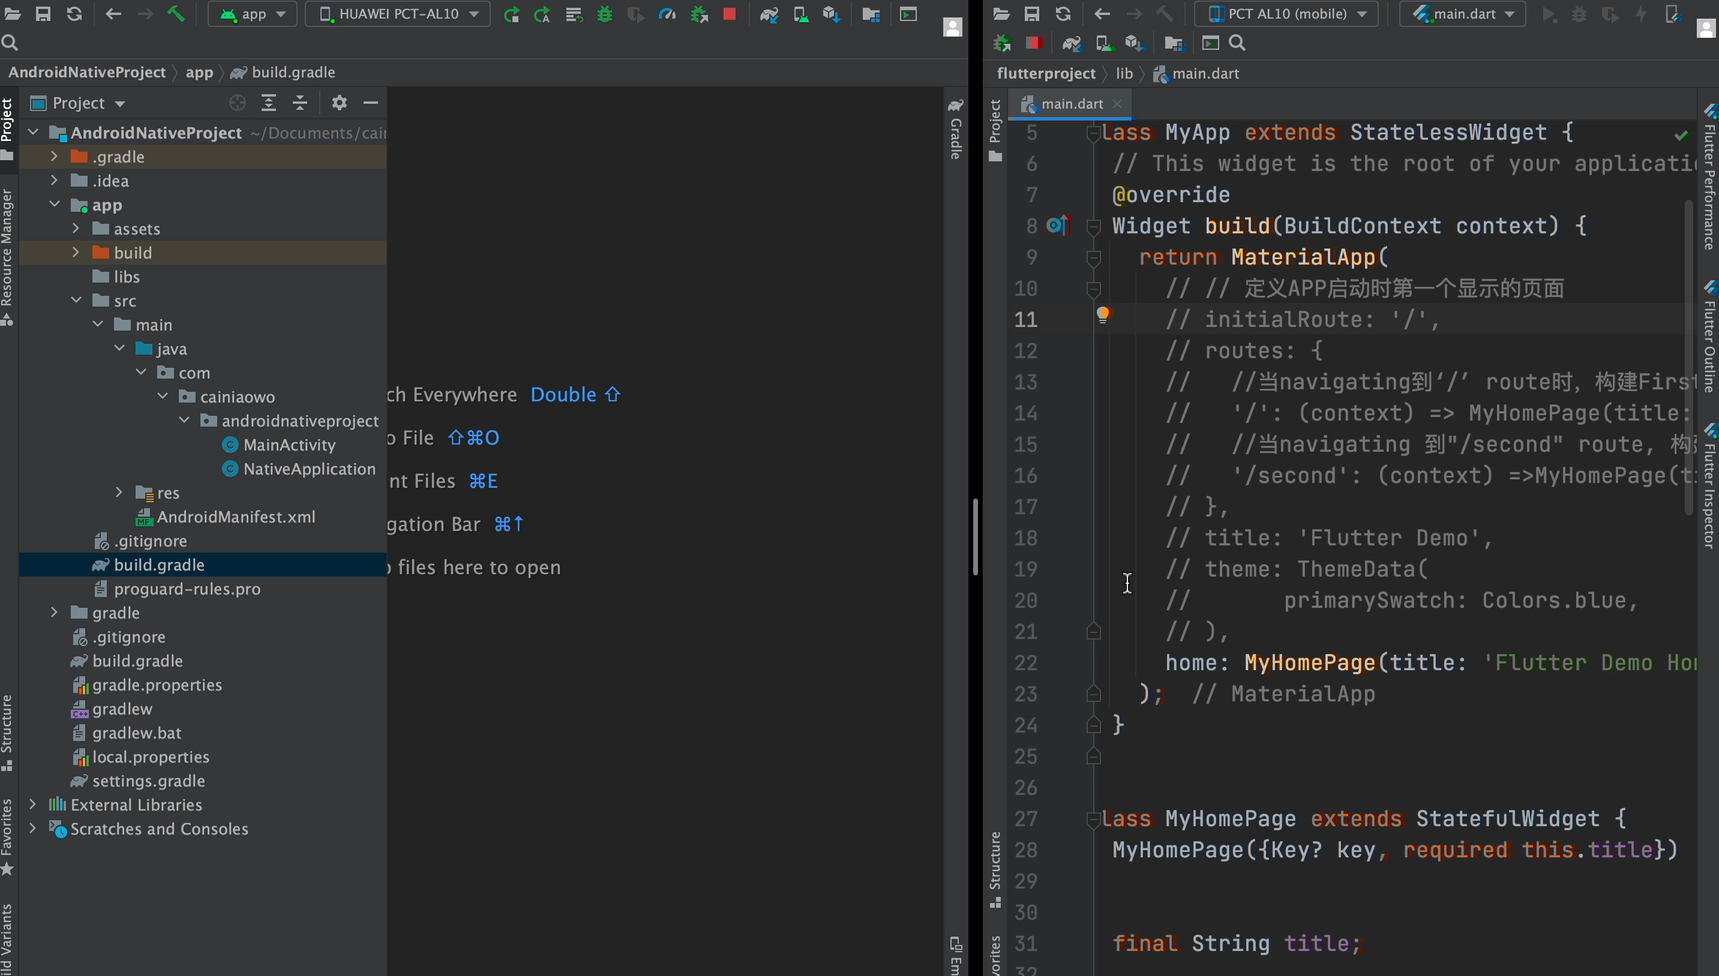 app
HUAWEI PCT-AL10
AndroidNativeProject
app
build.gradle
Project
AndroidNativeProject ~/Documents/cai
.gradle
.idea
app
assets
build
libs
src
main
java
com
cainiaowo
androidnativeproject
MainActivity
NativeApplication
res
AndroidManifest.xml
.gitignore
build.gradle
proguard-rules.pro
gradle
.gitignore
build.gradle
gradle.properties
gradlew
gradlew.bat
local.properties
settings.gradle
External Libraries
Scratches and Consoles
Project
Resource Manager
Structure
Favorites
ild Variants
ch Everywhere Double ⇧
o File ⇧⌘O
nt Files ⌘E
gation Bar ⌘↑
files here to open
Gradle
Em
PCT AL10 (mobile)
main.dart
flutterproject
lib
main.dart
main.dart
Project
Structure
orites
5 lass MyApp extends StatelessWidget {
6 // This widget is the root of your applicati
7 @override
8 Widget build(BuildContext context) {
9 return MaterialApp(
10 // // 定义APP启动时第一个显示的页面
11 // initialRoute: '/',
12 // routes: {
13 // //当navigating到‘/’ route时，构建First
14 // '/': (context) => MyHomePage(title:
15 // //当navigating 到"/second" route, 构
16 // '/second': (context) =>MyHomePage(t
17 // },
18 // title: 'Flutter Demo',
19 // theme: ThemeData(
20 // primarySwatch: Colors.blue,
21 // ),
22 home: MyHomePage(title: 'Flutter Demo Ho
23 ); // MaterialApp
24 }
25
26
27 lass MyHomePage extends StatefulWidget {
28 MyHomePage({Key? key, required this.title})
29
30
31 final String title;
32
Flutter Performance
Flutter Outline
Flutter Inspector